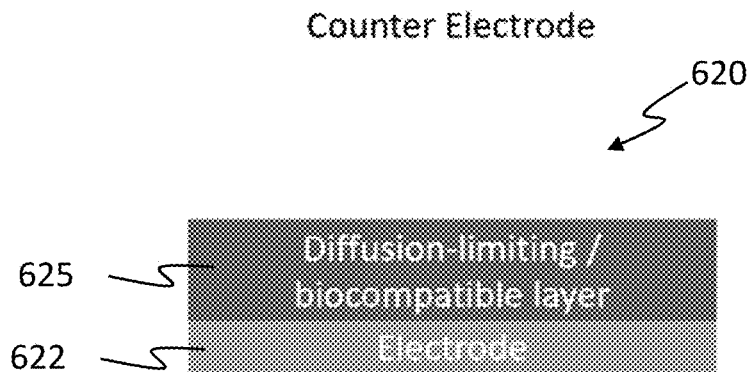 Counter Electrode
620
Diffusion-limiting /
biocompatible layer
625
Electrode
622